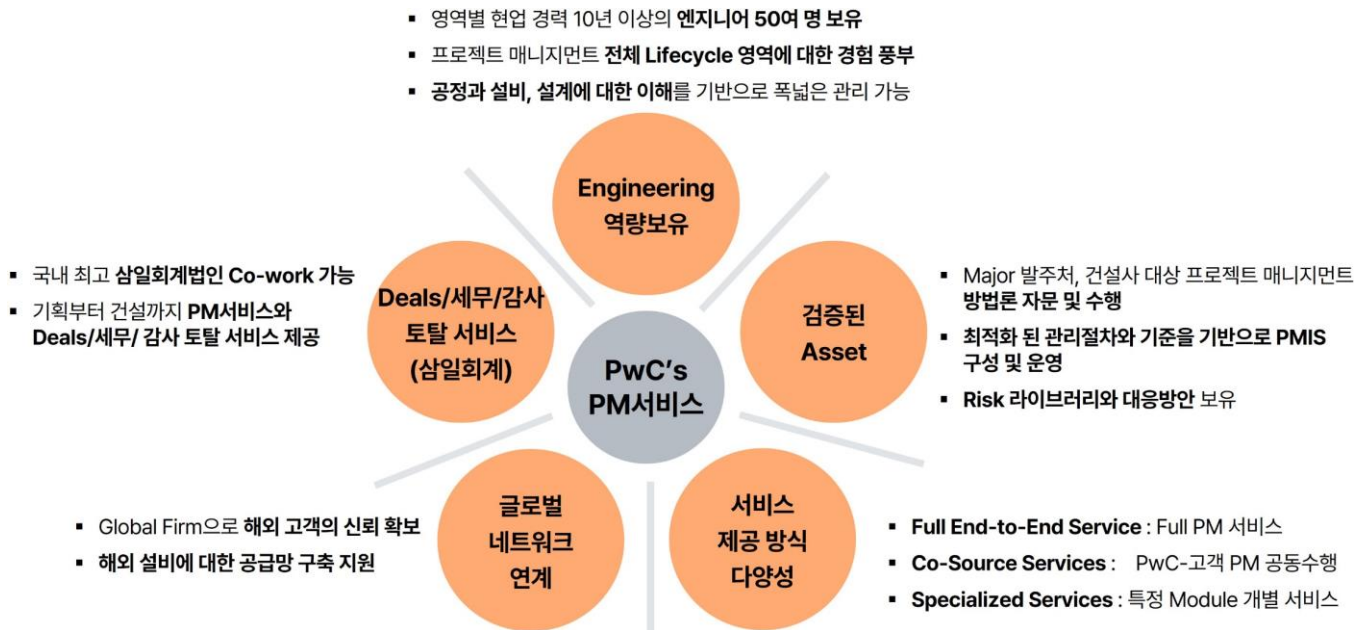 ▪ 영역별 현업 경력 10년 이상의 엔지니어 50여 명 보유
▪ 프로젝트 매니지먼트 전체 Lifecycle 영역에 대한 경험 풍부
▪ 공정과 설비, 설계에 대한 이해를 기반으로 폭넓은 관리 가능
Engineering
역량보유
▪ 국내 최고 삼일회계법인 Co-work 가능
▪ 기획부터 건설까지 PM서비스와
Deals/세무/ 감사 토탈 서비스 제공
Deals/세무/감사
토탈 서비스
(삼일회계)
PwC's
PM서비스
검증된
Asset
▪ Major 발주처, 건설사 대상 프로젝트 매니지먼트
방법론 자문 및 수행
▪ 최적화 된 관리절차와 기준을 기반으로 PMIS
구성 및 운영
▪ Risk 라이브러리와 대응방안 보유
▪ Global Firm으로 해외 고객의 신뢰 확보
▪ 해외 설비에 대한 공급망 구축 지원
글로벌
네트워크
연계
서비스
제공 방식
다양성
▪ Full End-to-End Service : Full PM 서비스
▪ Co-Source Services : PwC-고객 PM 공동수행
▪ Specialized Services : 특정 Module 개별 서비스